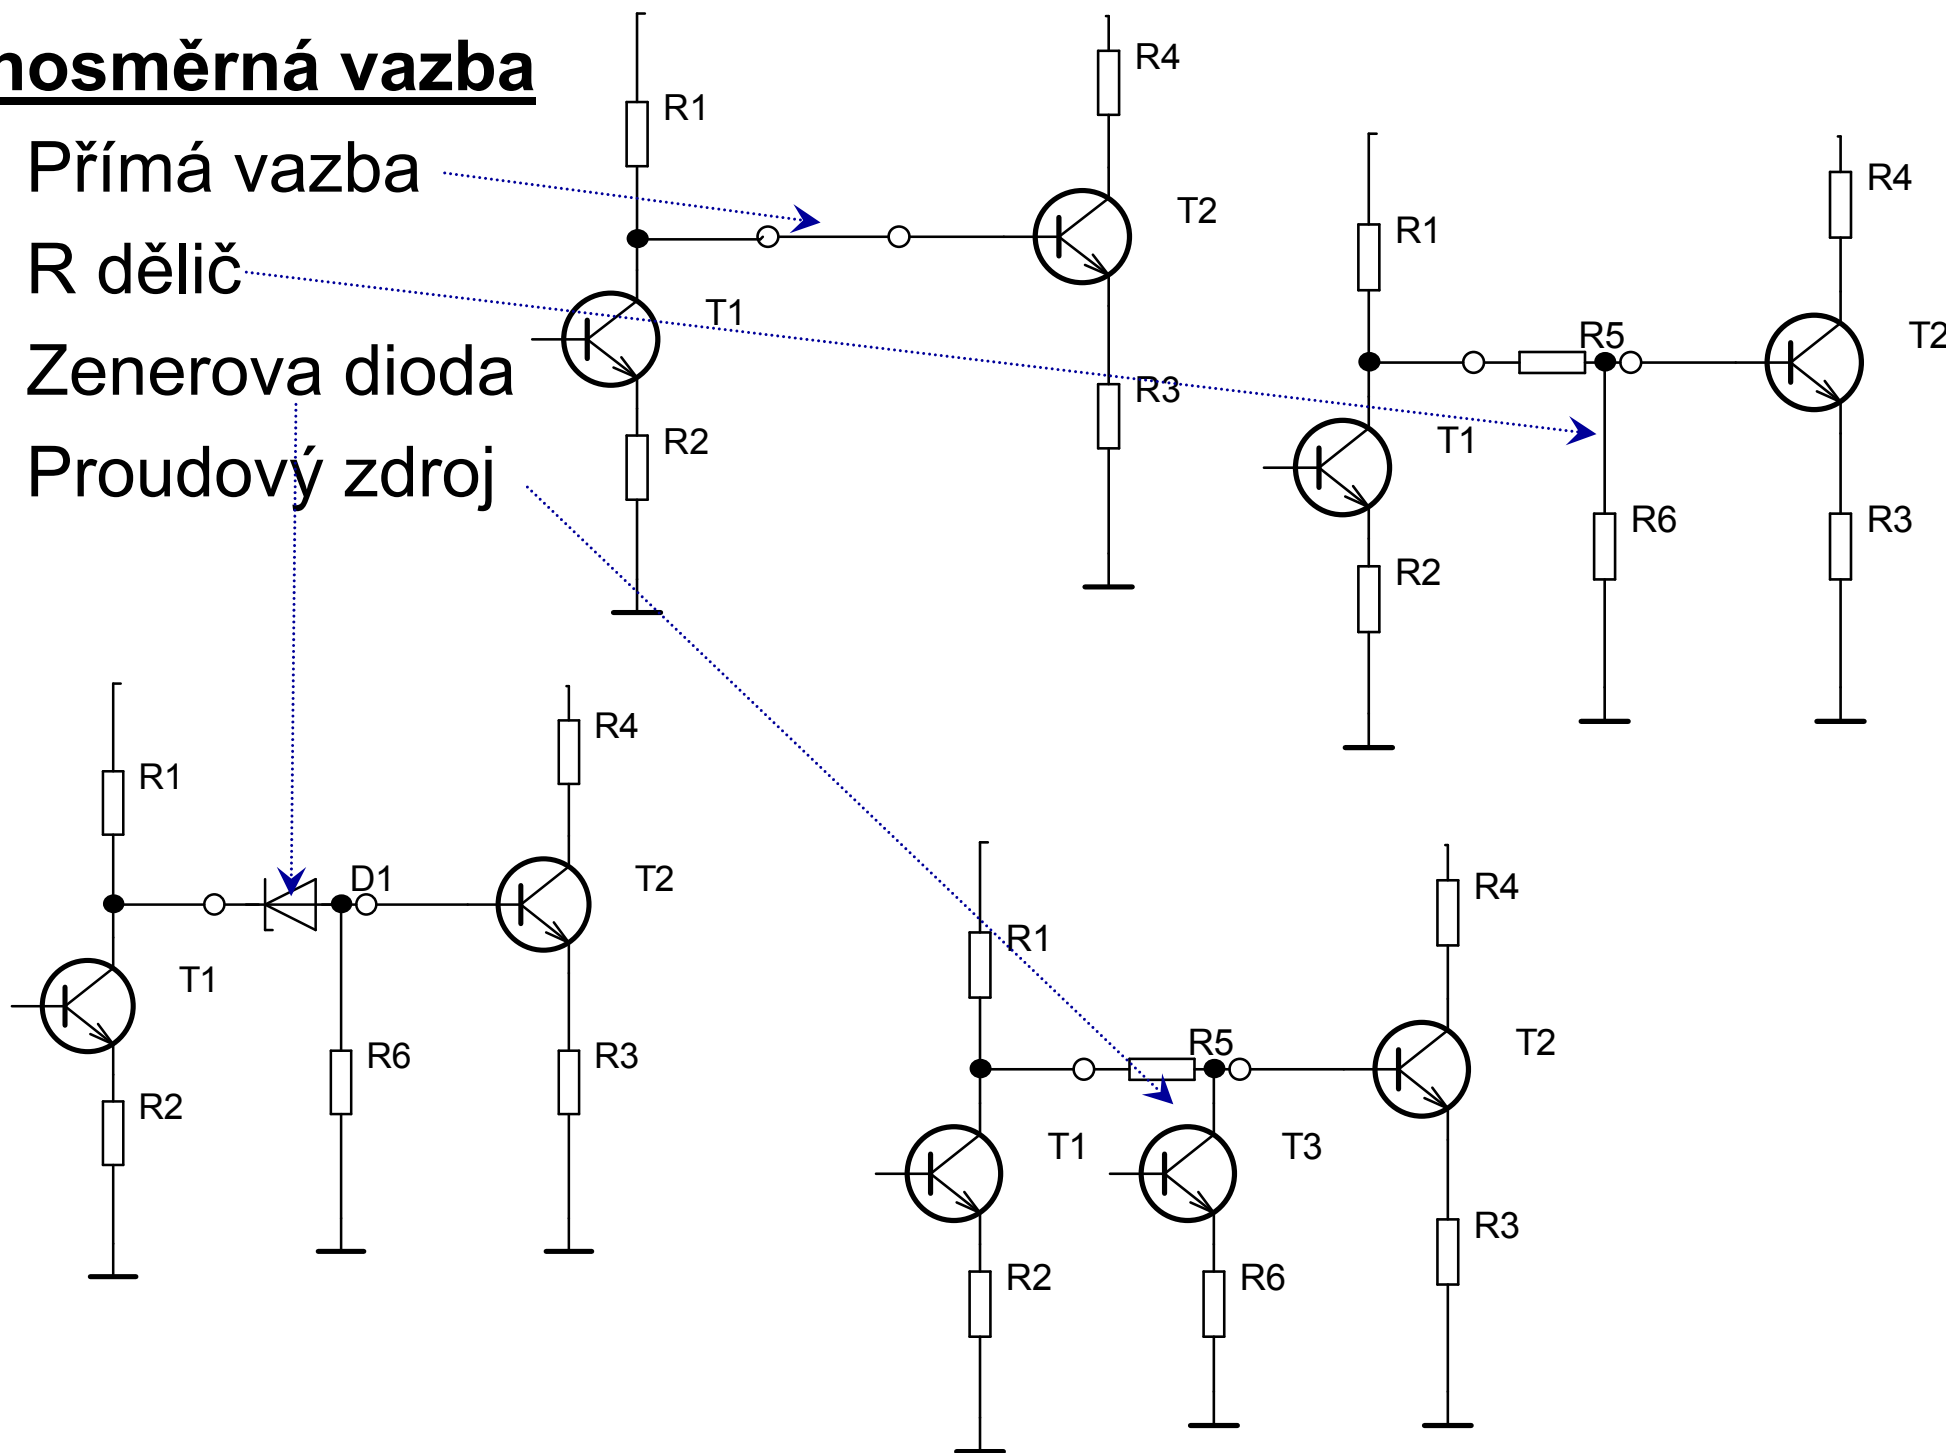 nosměrná vazba
Přímá vazba
R dělič
Zenerova dioda
Proudový zdroj
R1
R4
T2
T1
R3
R2
R1
R4
R5
T2
T1
R6
R3
R2
R1
R4
D1
T2
T1
R6
R3
R2
R1
R4
R5
T2
T1
T3
R3
R2
R6